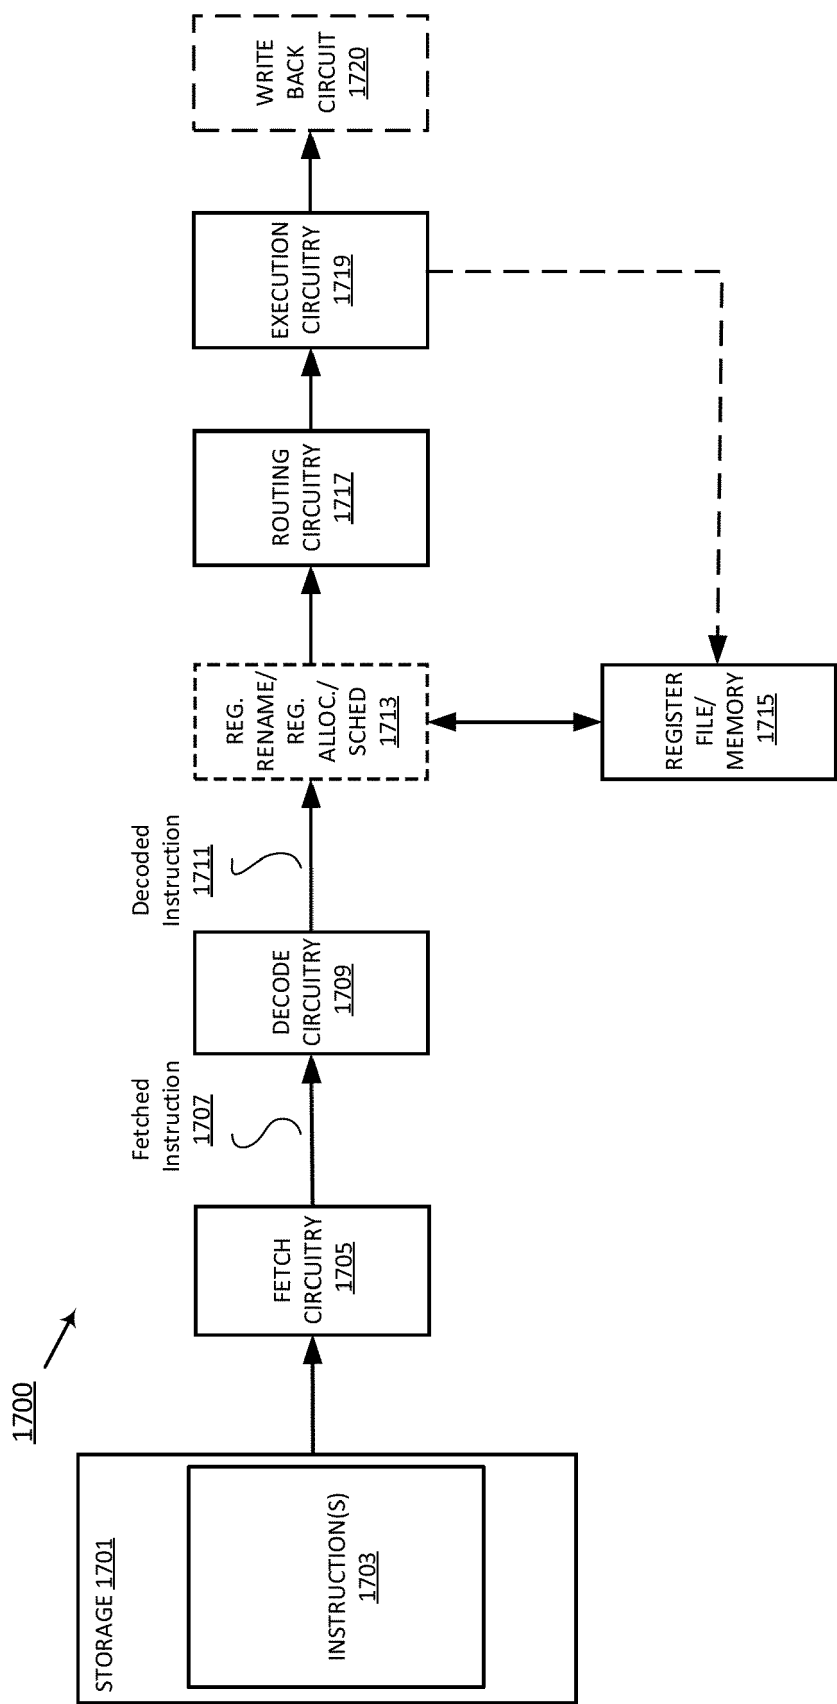 1700
STORAGE 1701
INSTRUCTION(S)
1703
FETCH
CIRCUITRY
1705
Fetched
Instruction
1707
DECODE
CIRCUITRY
1709
Decoded
Instruction
1711
REG.
RENAME/
REG.
ALLOC./
SCHED
1713
REGISTER
FILE/
MEMORY
1715
ROUTING
CIRCUITRY
1717
EXECUTION
CIRCUITRY
1719
WRITE
BACK
CIRCUIT
1720